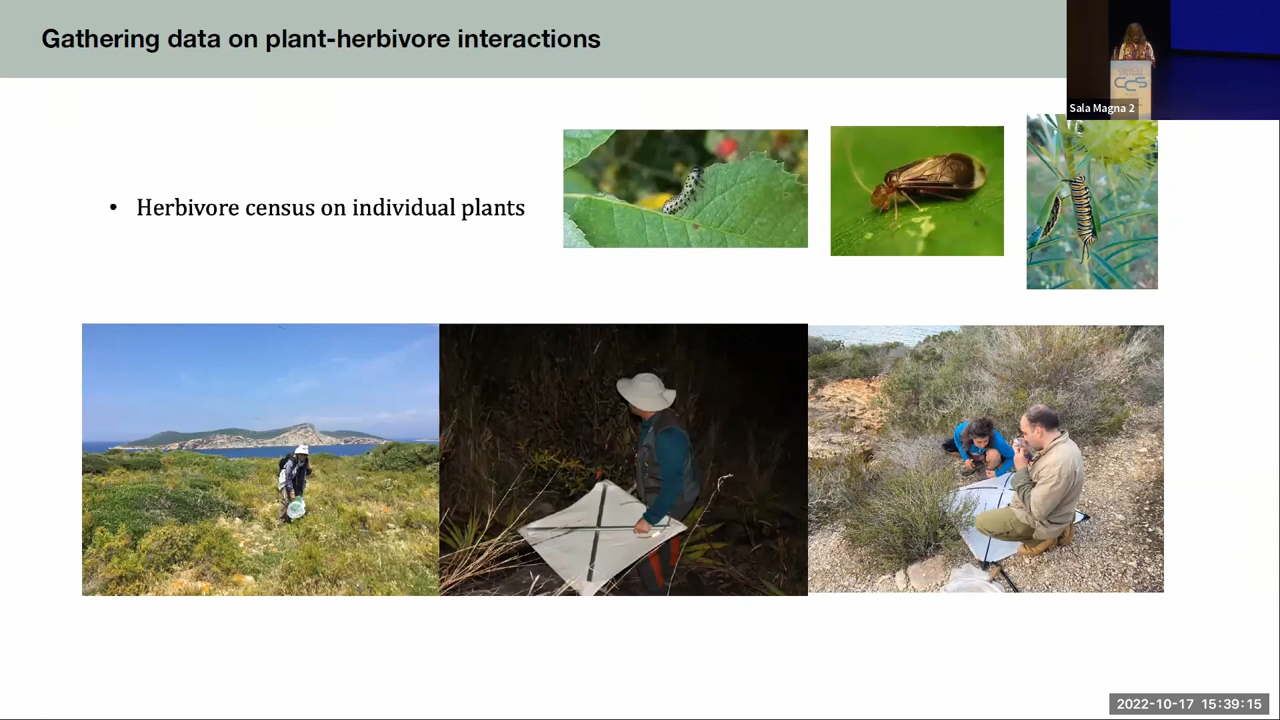 Gathering data on plant-herbivore interactions
CCS
Sala Magna 2
• Herbivore census on individual plants
2022-10-17 15:39:15